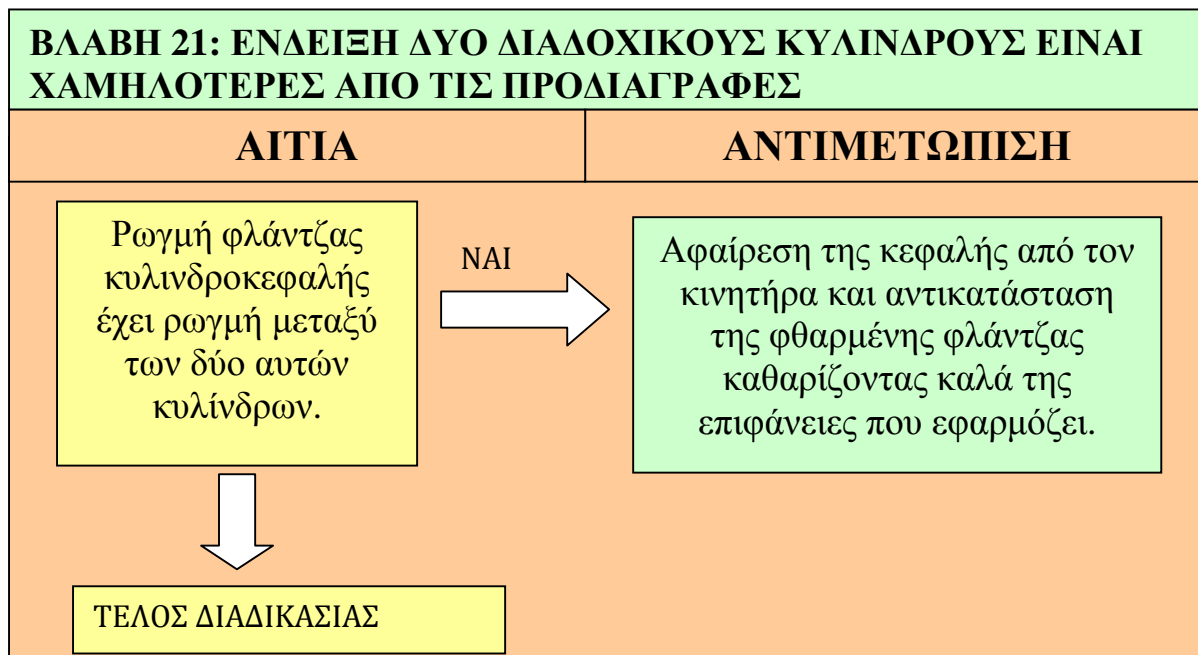 ΒΛΑΒΗ 21: ΕΝΔΕΙΞΗ ΔΥΟ ΔΙΑΔΟΧΙΚΟΥΣ ΚΥΛΙΝΔΡΟΥΣ ΕΙΝΑΙ
ΧΑΜΗΛΟΤΕΡΕΣ ΑΠΟ ΤΙΣ ΠΡΟΔΙΑΓΡΑΦΕΣ
ΑΙΤΙΑ
ΑΝΤΙΜΕΤΩΠΙΣΗ
Ρωγμή φλάντζας
κυλινδροκεφαλής
έχει ρωγμή μεταξύ
των δύο αυτών
κυλίνδρων.
ΝΑΙ
Αφαίρεση της κεφαλής από τον
κινητήρα και αντικατάσταση
της φθαρμένης φλάντζας
καθαρίζοντας καλά της
επιφάνειες που εφαρμόζει.
ΤΕΛΟΣ ΔΙΑΔΙΚΑΣΙΑΣ